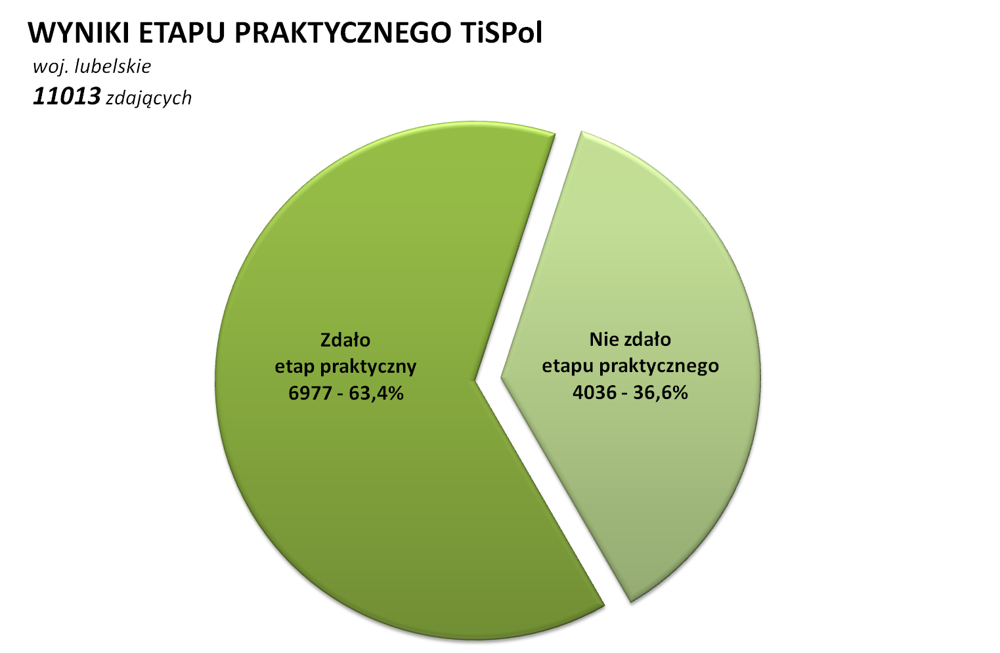 WYNIKI ETAPU PRAKTYCZNEGO TiSPol
woj. lubelskie
11013 zdających
Zdało
etap praktyczny
6977 - 63,4%
Nie zdało
etapu praktycznego
4036 - 36,6%